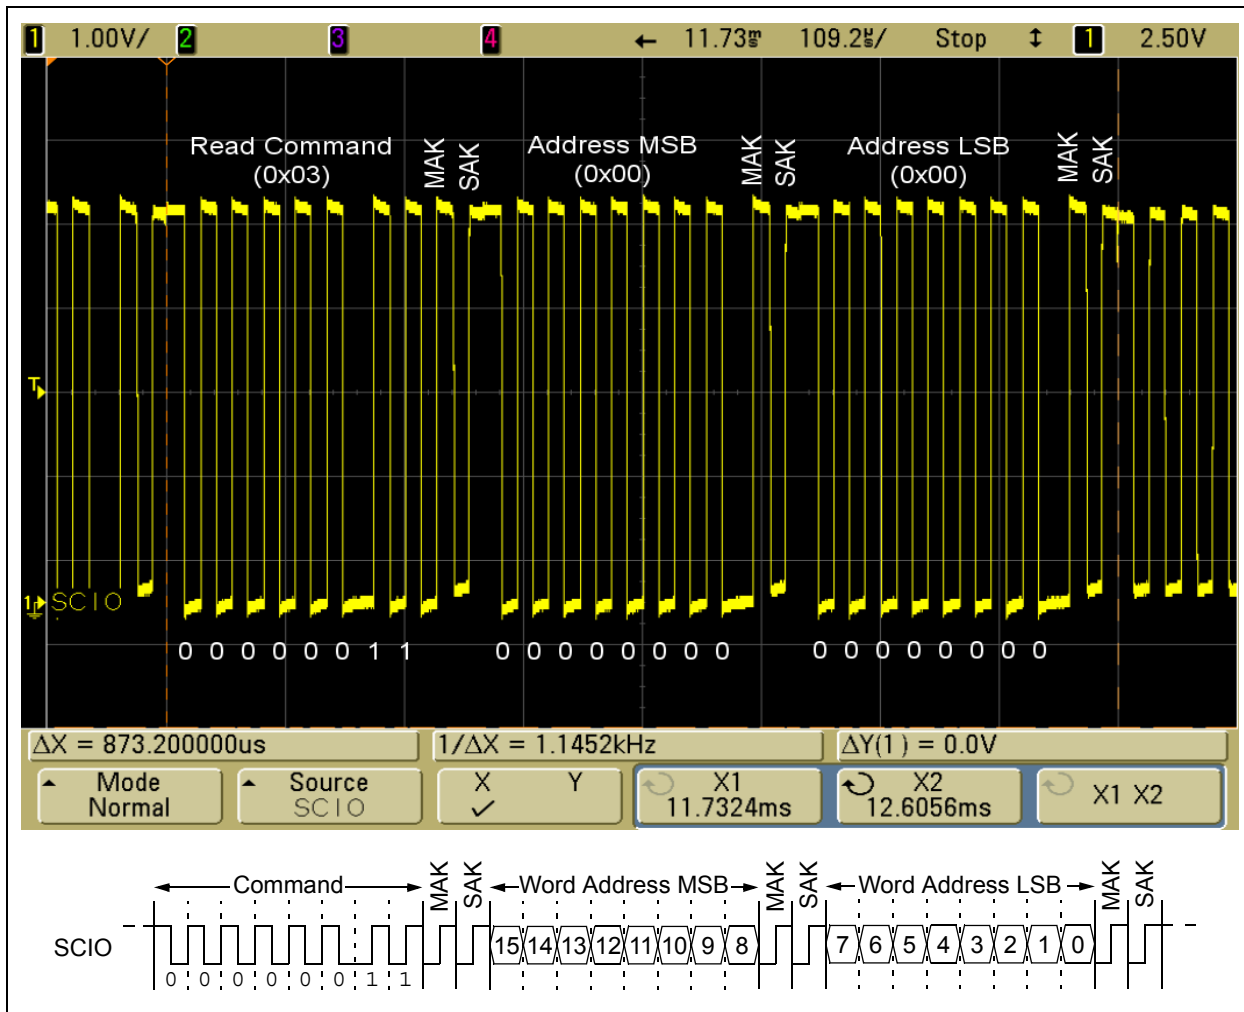 1 1.00V/ 2 3 4 ← 11.73ms 109.2us/ Stop ↕ 1 2.50V
Read Command
(0x03)
MAK
SAK
Address MSB
(0x00)
MAK
SAK
Address LSB
(0x00)
MAK
SAK
T
1
SCIO
0 0 0 0 0 0 1 1
0 0 0 0 0 0 0 0
0 0 0 0 0 0 0 0
ΔX = 873.200000us
1/ΔX = 1.1452kHz
ΔY(1) = 0.0V
Mode
Normal
Source
SCIO
X Y
✓
X1
11.7324ms
X2
12.6056ms
X1 X2
Command
MAK
SAK
Word Address MSB
MAK
SAK
Word Address LSB
MAK
SAK
SCIO
15 14 13 12 11 10 9 8
7 6 5 4 3 2 1 0
0 0 0 0 0 0 1 1